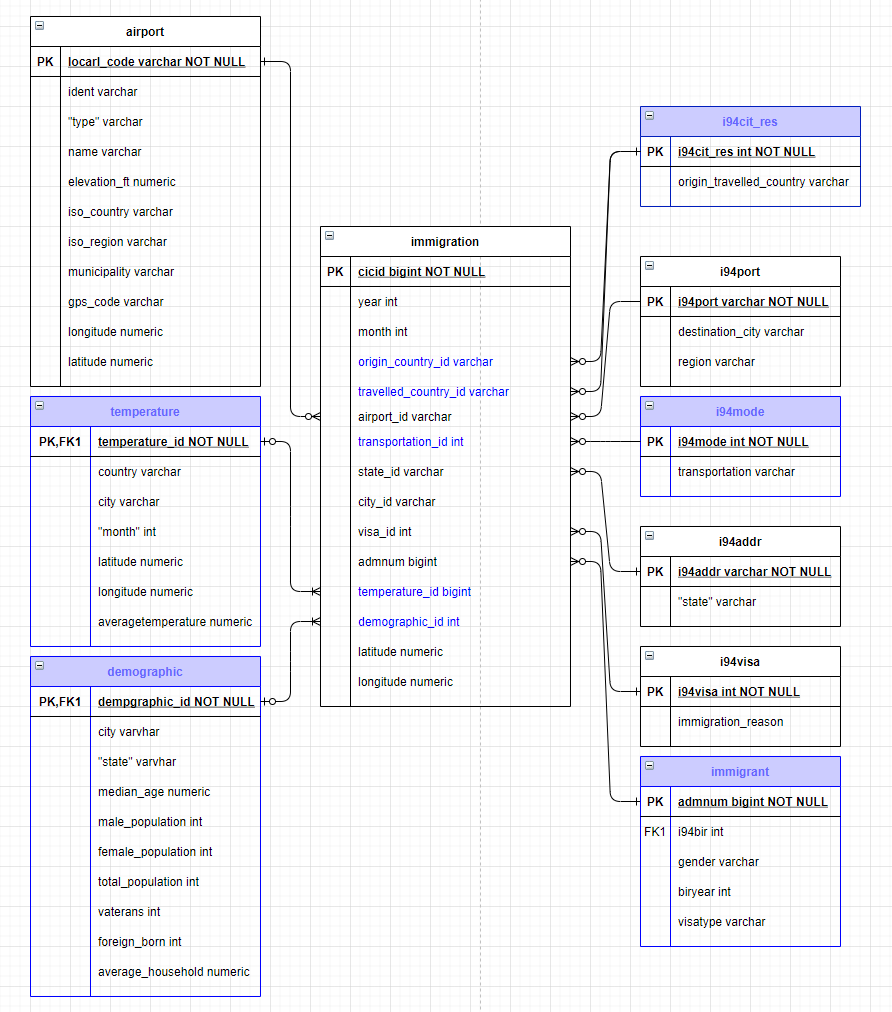 airport
PK locarl_code varchar NOT NULL
ident varchar
"type" varchar
name varchar
elevation_ft numeric
iso_country varchar
iso_region varchar
municipality varchar
gps_code varchar
longitude numeric
latitude numeric
temperature
PK,FK1 temperature_id NOT NULL
country varchar
city varchar
"month" int
latitude numeric
longitude numeric
averagetemperature numeric
demographic
PK,FK1 dempgraphic_id NOT NULL
city varvhar
"state" varvhar
median_age numeric
male_population int
female_population int
total_population int
vaterans int
foreign_born int
average_household numeric
immigration
PK cicid bigint NOT NULL
year int
month int
origin_country_id varchar
travelled_country_id varchar
airport_id varchar
transportation_id int
state_id varchar
city_id varchar
visa_id int
admnum bigint
temperature_id bigint
demographic_id int
latitude numeric
longitude numeric
i94cit_res
PK i94cit_res int NOT NULL
origin_travelled_country varchar
i94port
PK i94port varchar NOT NULL
destination_city varchar
region varchar
i94mode
PK i94mode int NOT NULL
transportation varchar
i94addr
PK i94addr varchar NOT NULL
"state" varchar
i94visa
PK i94visa int NOT NULL
immigration_reason
immigrant
PK admnum bigint NOT NULL
FK1 i94bir int
gender varchar
biryear int
visatype varchar